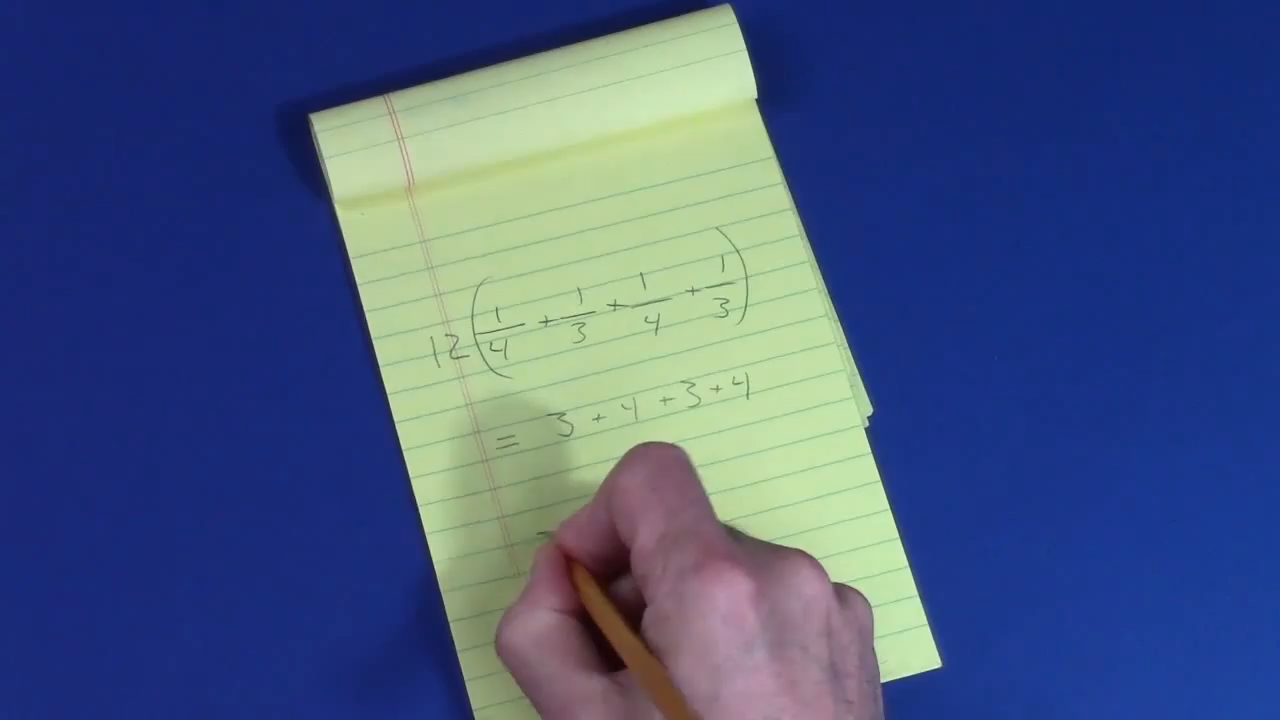 12(1/4 + 1/3 + 1/4 + 1/3)
= 3 + 4 + 3 + 4